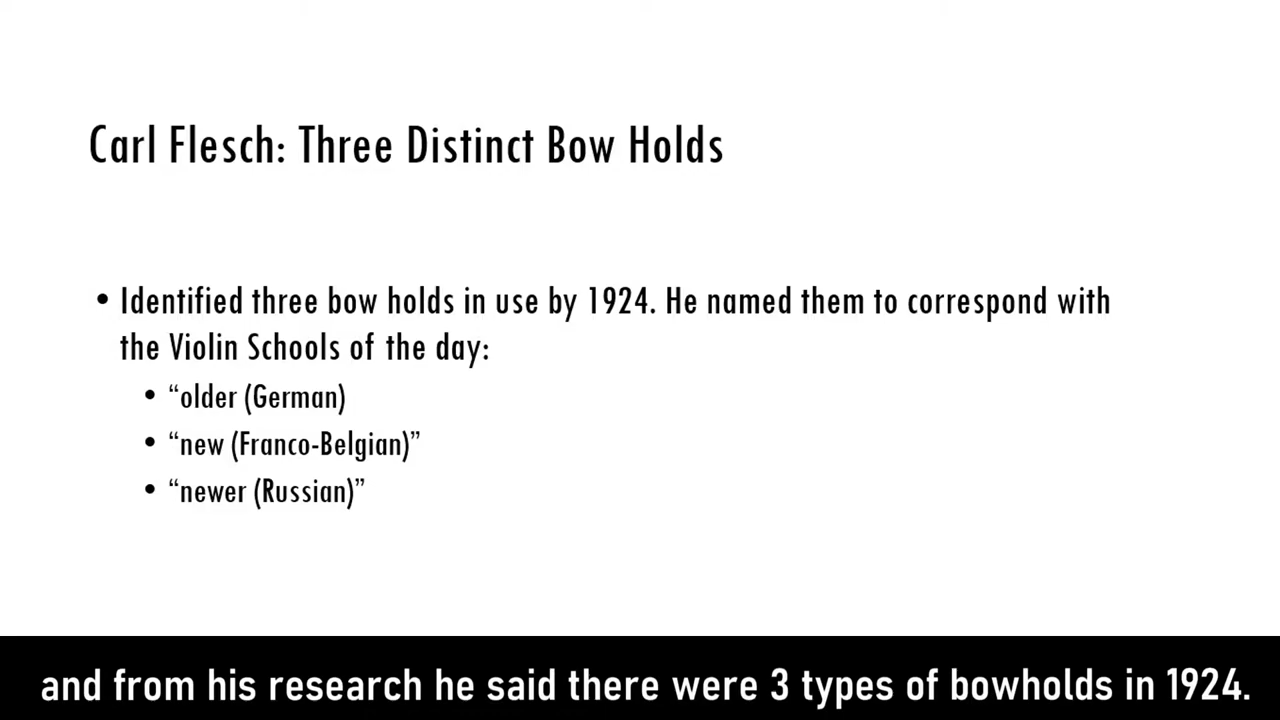 Carl Flesch: Three Distinct Bow Holds
• Identified three bow holds in use by 1924. He named them to correspond with
the Violin Schools of the day:
• “older (German)
• “new (Franco-Belgian)”
• “newer (Russian)”
and from his research he said there were 3 types of bowholds in 1924.